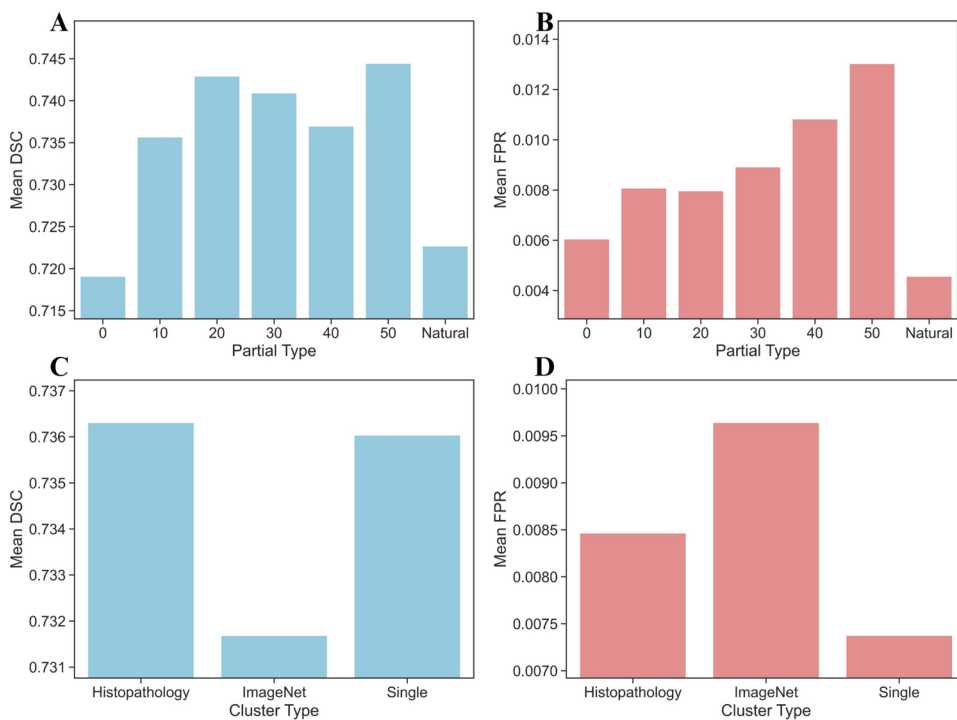 A
Mean DSC
0.745
0.740
0.735
0.730
0.725
0.720
0.715
0
10
20
30
40
50
Natural
Partial Type
B
Mean FPR
0.014
0.012
0.010
0.008
0.006
0.004
0
10
20
30
40
50
Natural
Partial Type
C
Mean DSC
0.737
0.736
0.735
0.734
0.733
0.732
0.731
Histopathology
ImageNet
Single
Cluster Type
D
Mean FPR
0.0100
0.0095
0.0090
0.0085
0.0080
0.0075
0.0070
Histopathology
ImageNet
Single
Cluster Type